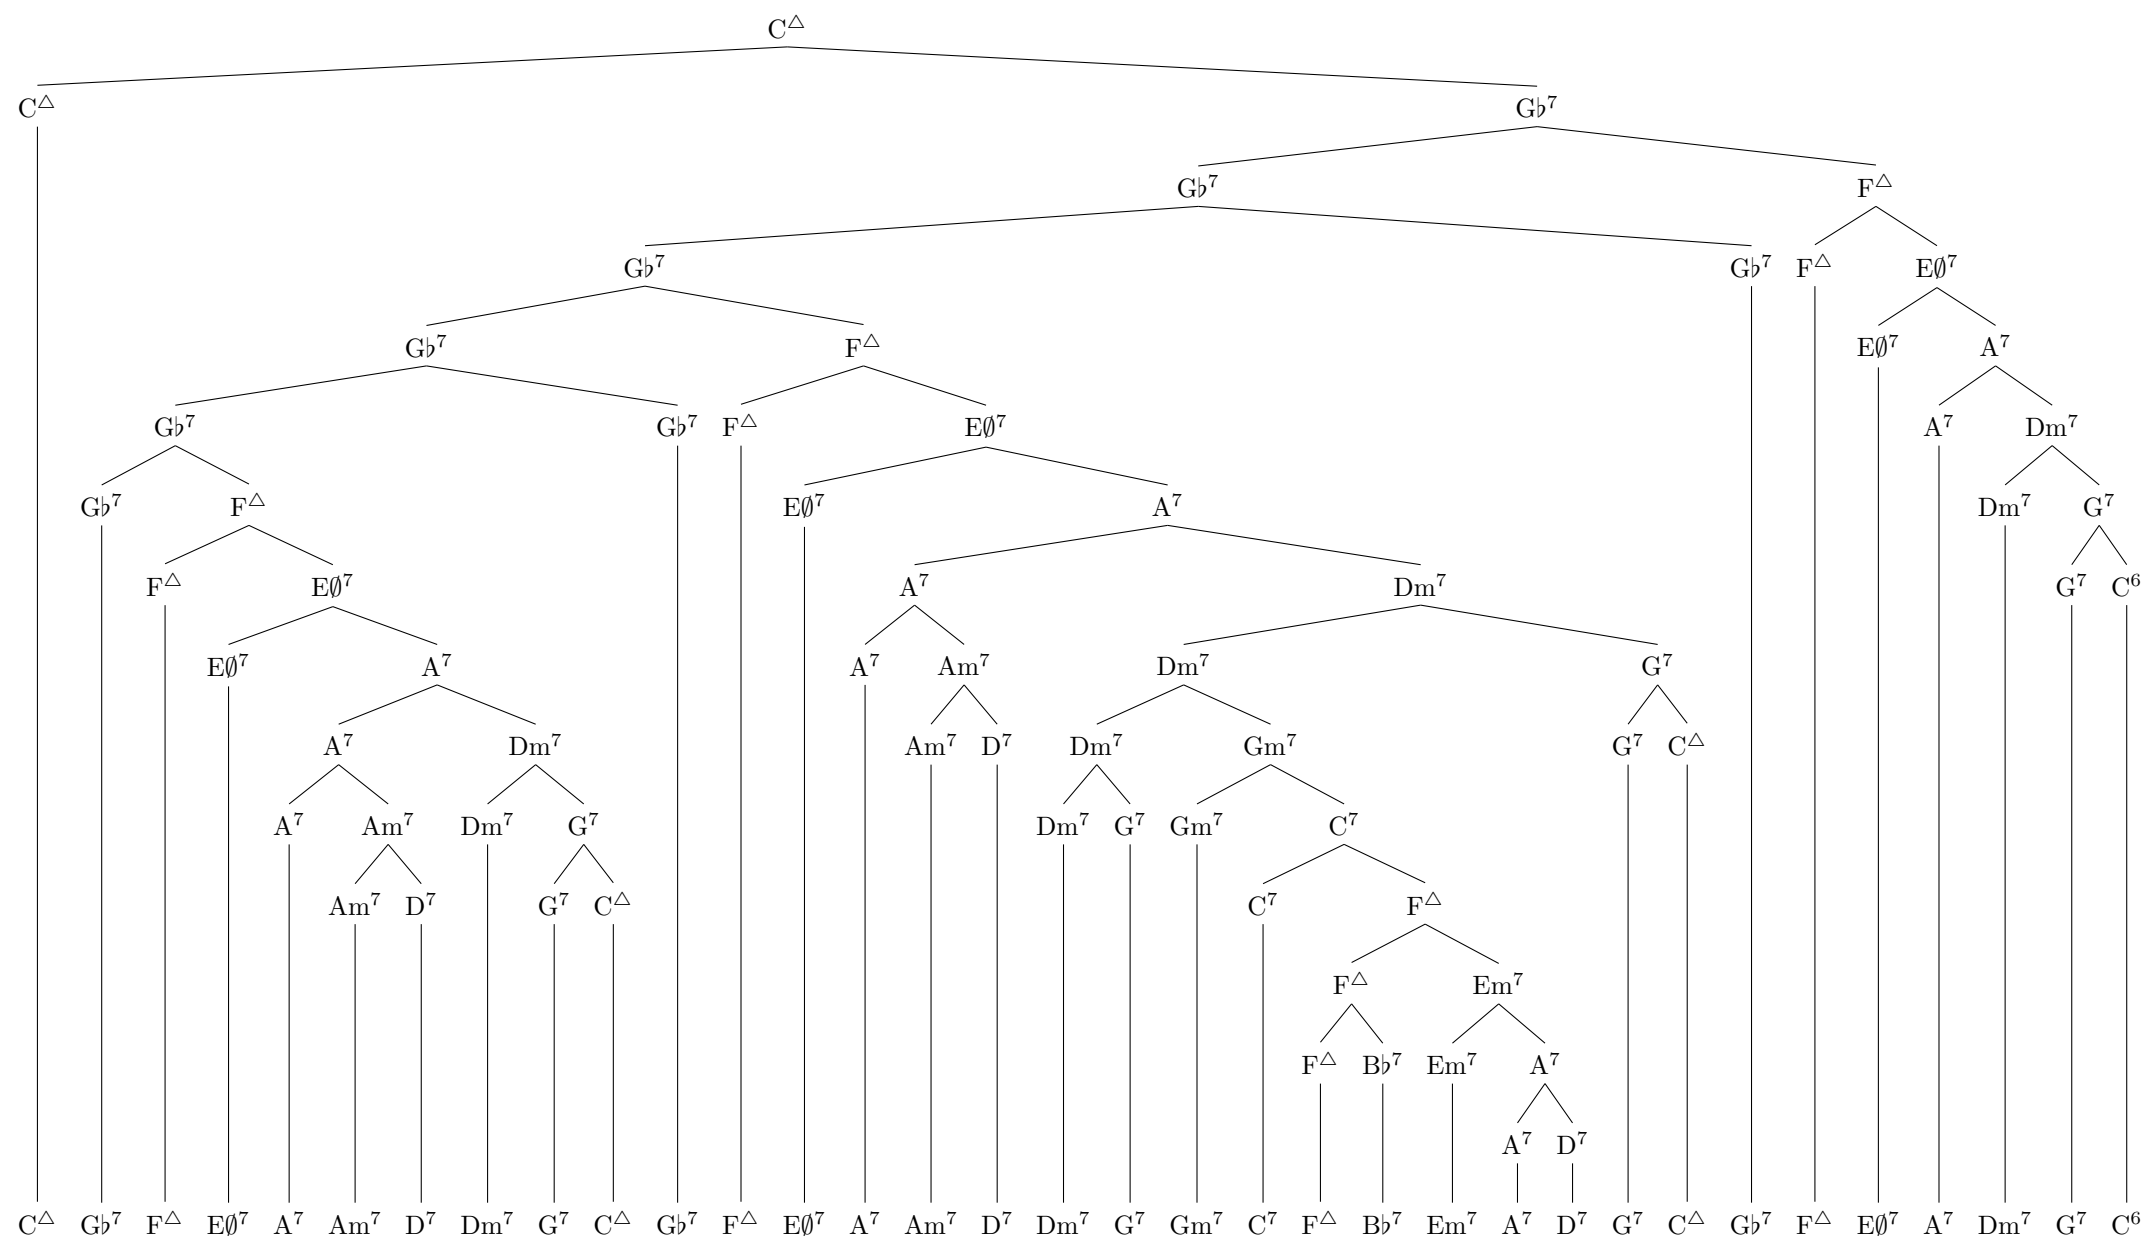 C△
C△ G♭7
G♭7 F△
G♭7 G♭7 F△ E∅7
G♭7 F△ E∅7 A7
G♭7 G♭7 F△ E∅7 A7 Dm7
G♭7 F△ E∅7 A7 Dm7 G7
F△ E∅7 A7 Dm7 G7 C6
E∅7 A7 A7 Am7 Dm7 G7
A7 Dm7 Am7 D7 Dm7 Gm7 G7 C△
A7 Am7 Dm7 G7 Dm7 G7 Gm7 C7
Am7 D7 G7 C△ C7 F△
F△ Em7
F△ B♭7 Em7 A7
A7 D7
C△ G♭7 F△ E∅7 A7 Am7 D7 Dm7 G7 C△ G♭7 F△ E∅7 A7 Am7 D7 Dm7 G7 Gm7 C7 F△ B♭7 Em7 A7 D7 G7 C△ G♭7 F△ E∅7 A7 Dm7 G7 C6